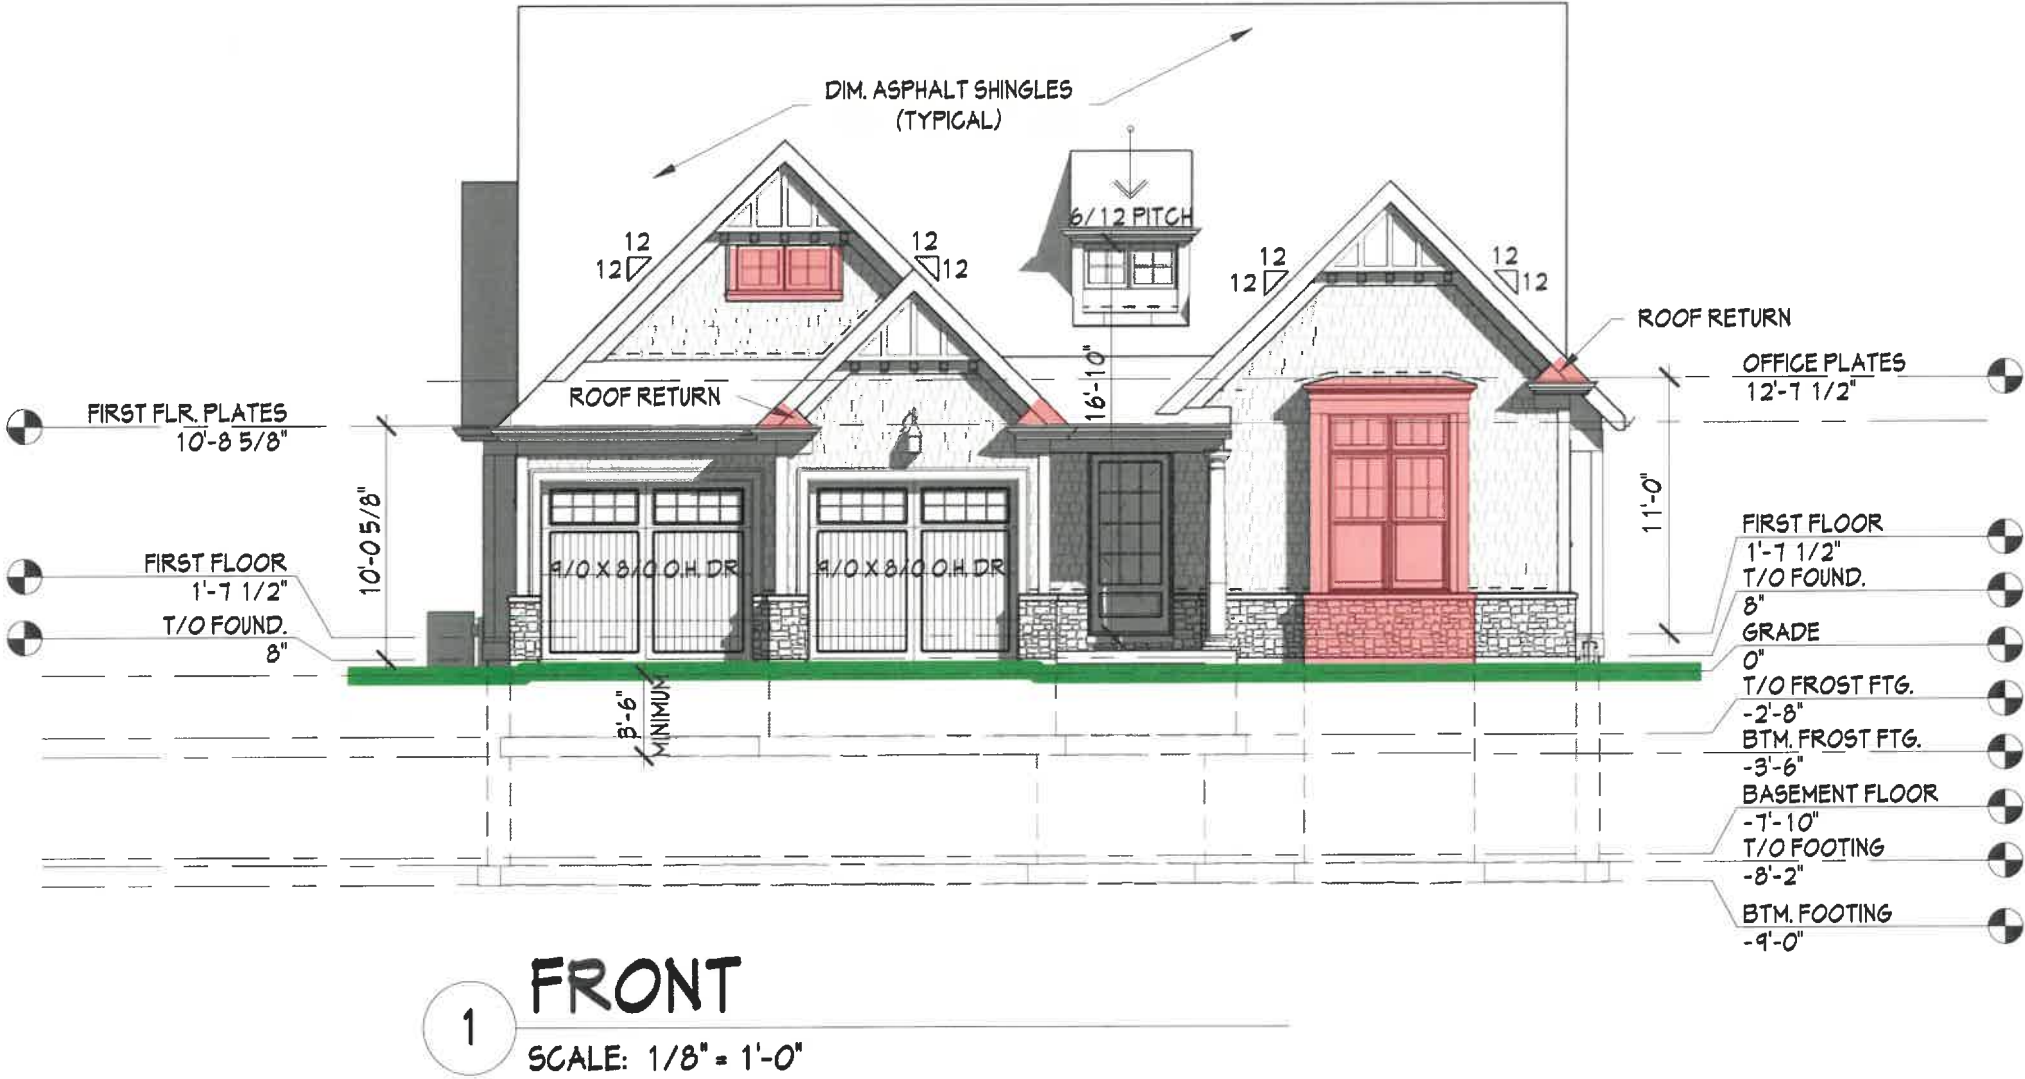 DIM. ASPHALT SHINGLES
(TYPICAL)
6/12 PITCH
12
12
12
12
12
12
12
12
ROOF RETURN
ROOF RETURN
16'-10"
OFFICE PLATES
12'-7 1/2"
FIRST FLR. PLATES
10'-8 5/8"
10'-0 5/8"
11'-0"
9/0 X 8/0 O.H. DR
9/0 X 8/0 O.H. DR
FIRST FLOOR
1'-7 1/2"
T/O FOUND.
8"
FIRST FLOOR
1'-7 1/2"
T/O FOUND.
8"
GRADE
0"
T/O FROST FTG.
-2'-8"
BTM. FROST FTG.
-3'-6"
BASEMENT FLOOR
-7'-10"
T/O FOOTING
-8'-2"
BTM. FOOTING
-9'-0"
3'-6"
MINIMUM
1
FRONT
SCALE: 1/8" = 1'-0"